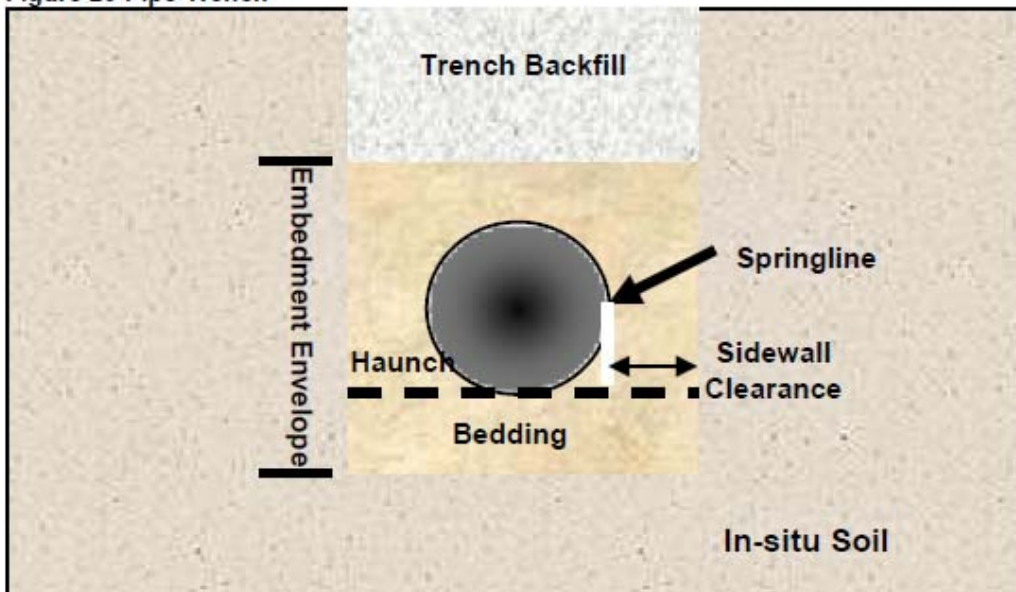 Trench Backfill
Embedment Envelope
Springline
Haunch
Sidewall
Clearance
Bedding
In-situ Soil